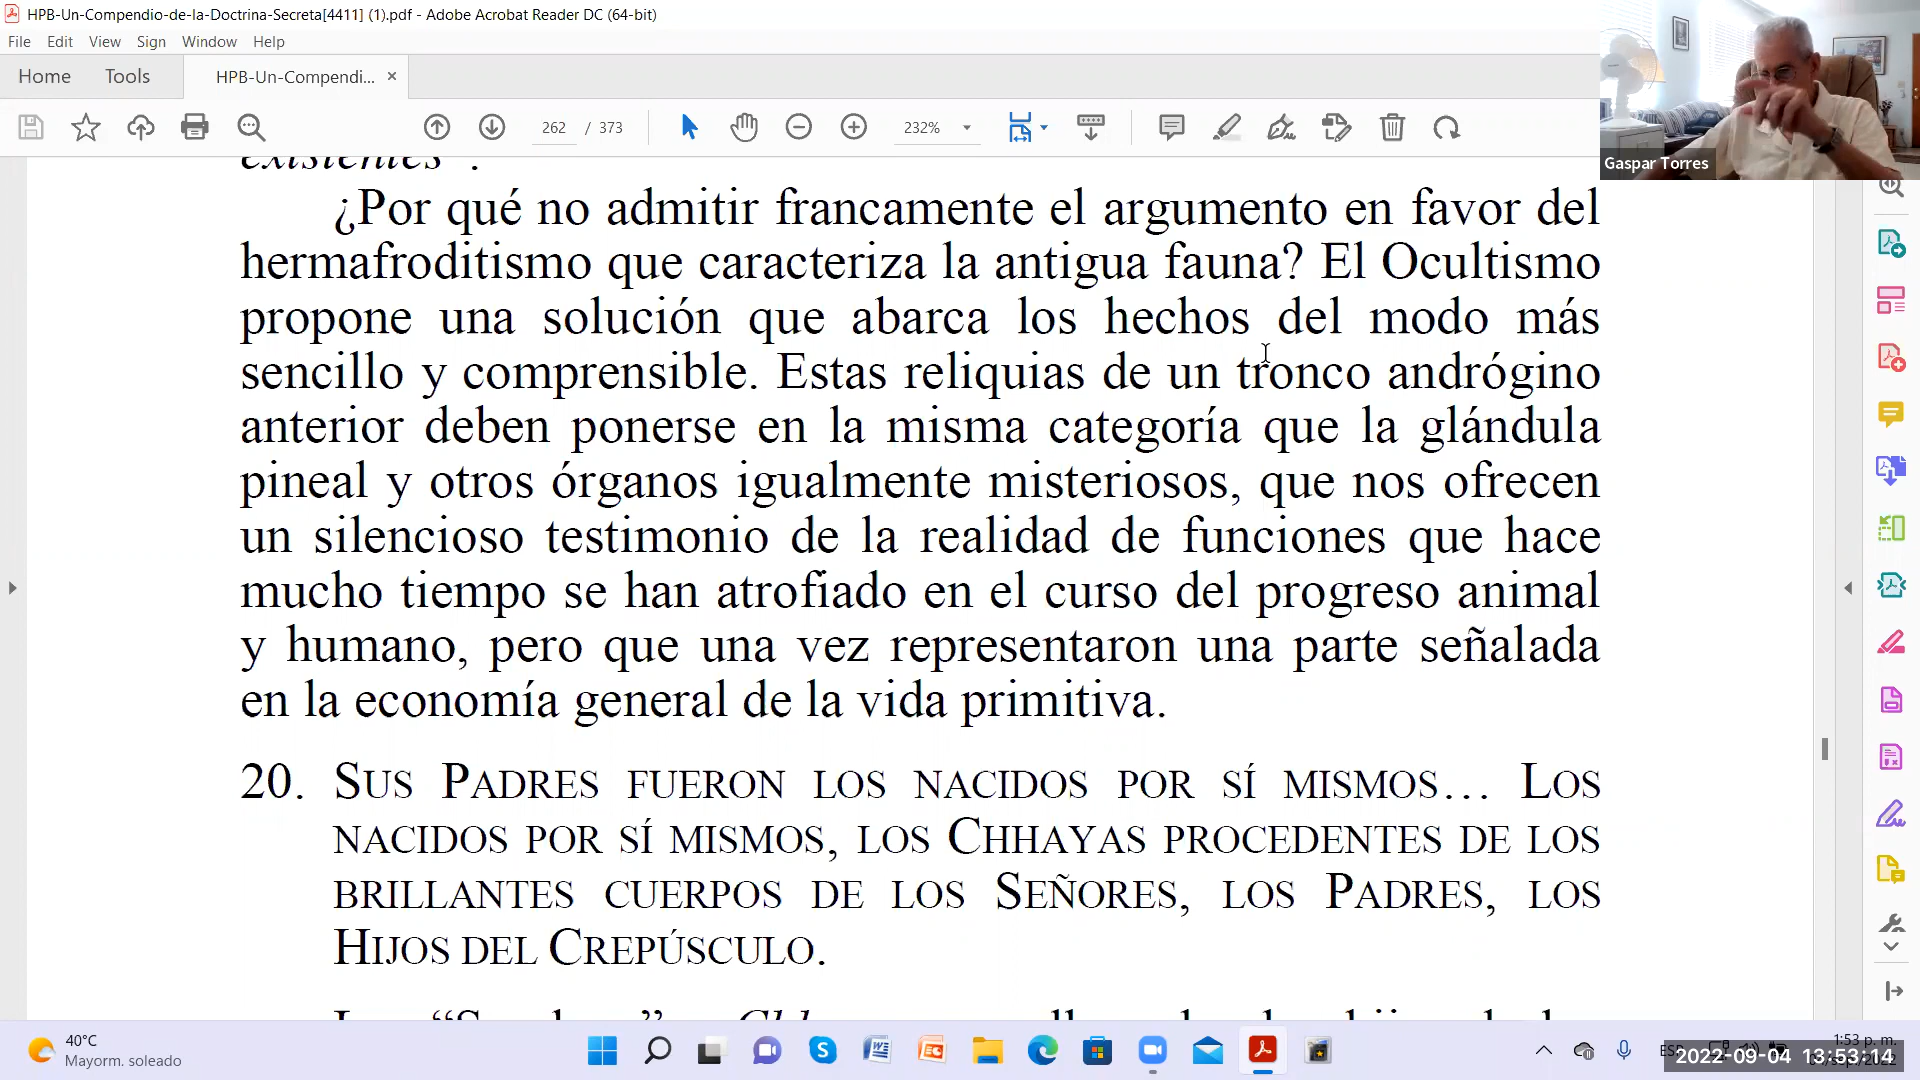 HPB-Un-Compendio-de-la-Doctrina-Secreta[4411] (1).pdf - Adobe Acrobat Reader DC (64-bit)
File Edit View Sign Window Help
Home Tools HPB-Un-Compendi... ×
262 / 373 232%
Gaspar Torres
existentes”.
¿Por qué no admitir francamente el argumento en favor del
hermafroditismo que caracteriza la antigua fauna? El Ocultismo
propone una solución que abarca los hechos del modo más
sencillo y comprensible. Estas reliquias de un tronco andrógino
anterior deben ponerse en la misma categoría que la glándula
pineal y otros órganos igualmente misteriosos, que nos ofrecen
un silencioso testimonio de la realidad de funciones que hace
mucho tiempo se han atrofiado en el curso del progreso animal
y humano, pero que una vez representaron una parte señalada
en la economía general de la vida primitiva.
20. SUS PADRES FUERON LOS NACIDOS POR SÍ MISMOS... LOS
NACIDOS POR SÍ MISMOS, LOS CHHAYAS PROCEDENTES DE LOS
BRILLANTES CUERPOS DE LOS SEÑORES, LOS PADRES, LOS
HIJOS DEL CREPÚSCULO.
40°C
Mayorm. soleado
1:53 p. m.
2022-09-04 13:53:14